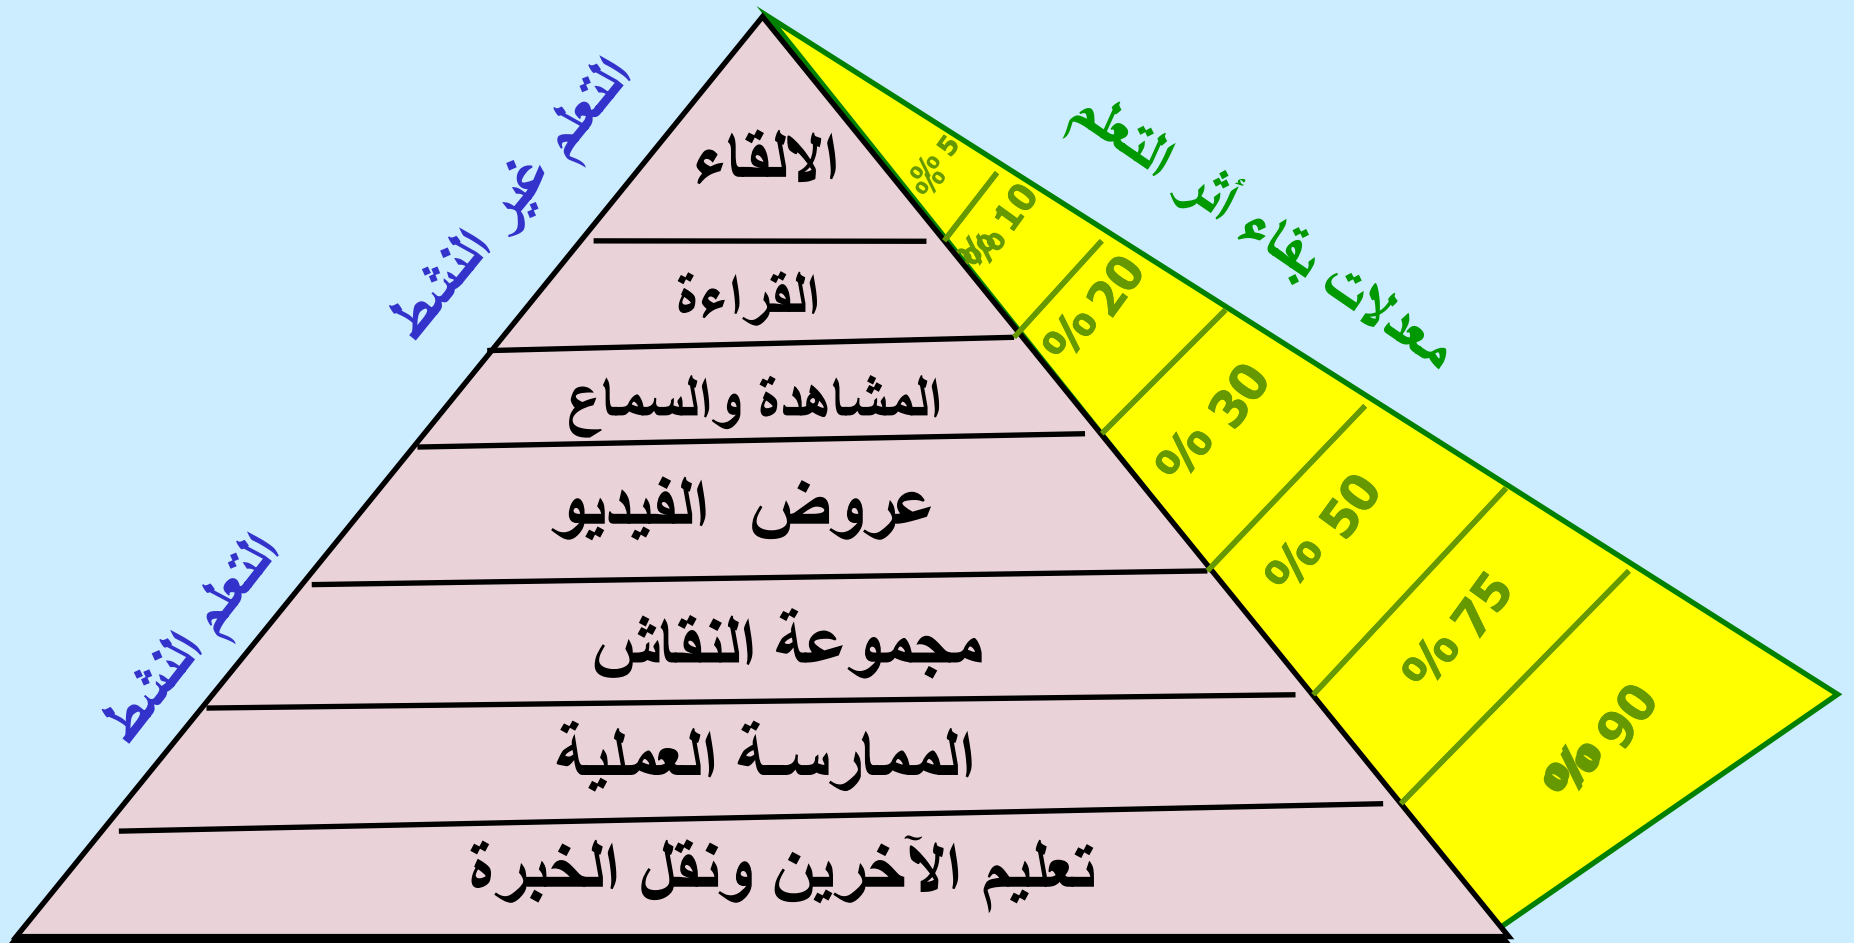 التعلم غير النشط
التعلم النشط
معدلات بقاء أثر التعلم
الالقاء
% 5
القراءة
% 10
المشاهدة والسماع
% 20
عروض الفيديو
% 30
مجموعة النقاش
% 50
الممارسة العملية
% 75
تعليم الآخرين ونقل الخبرة
% 90